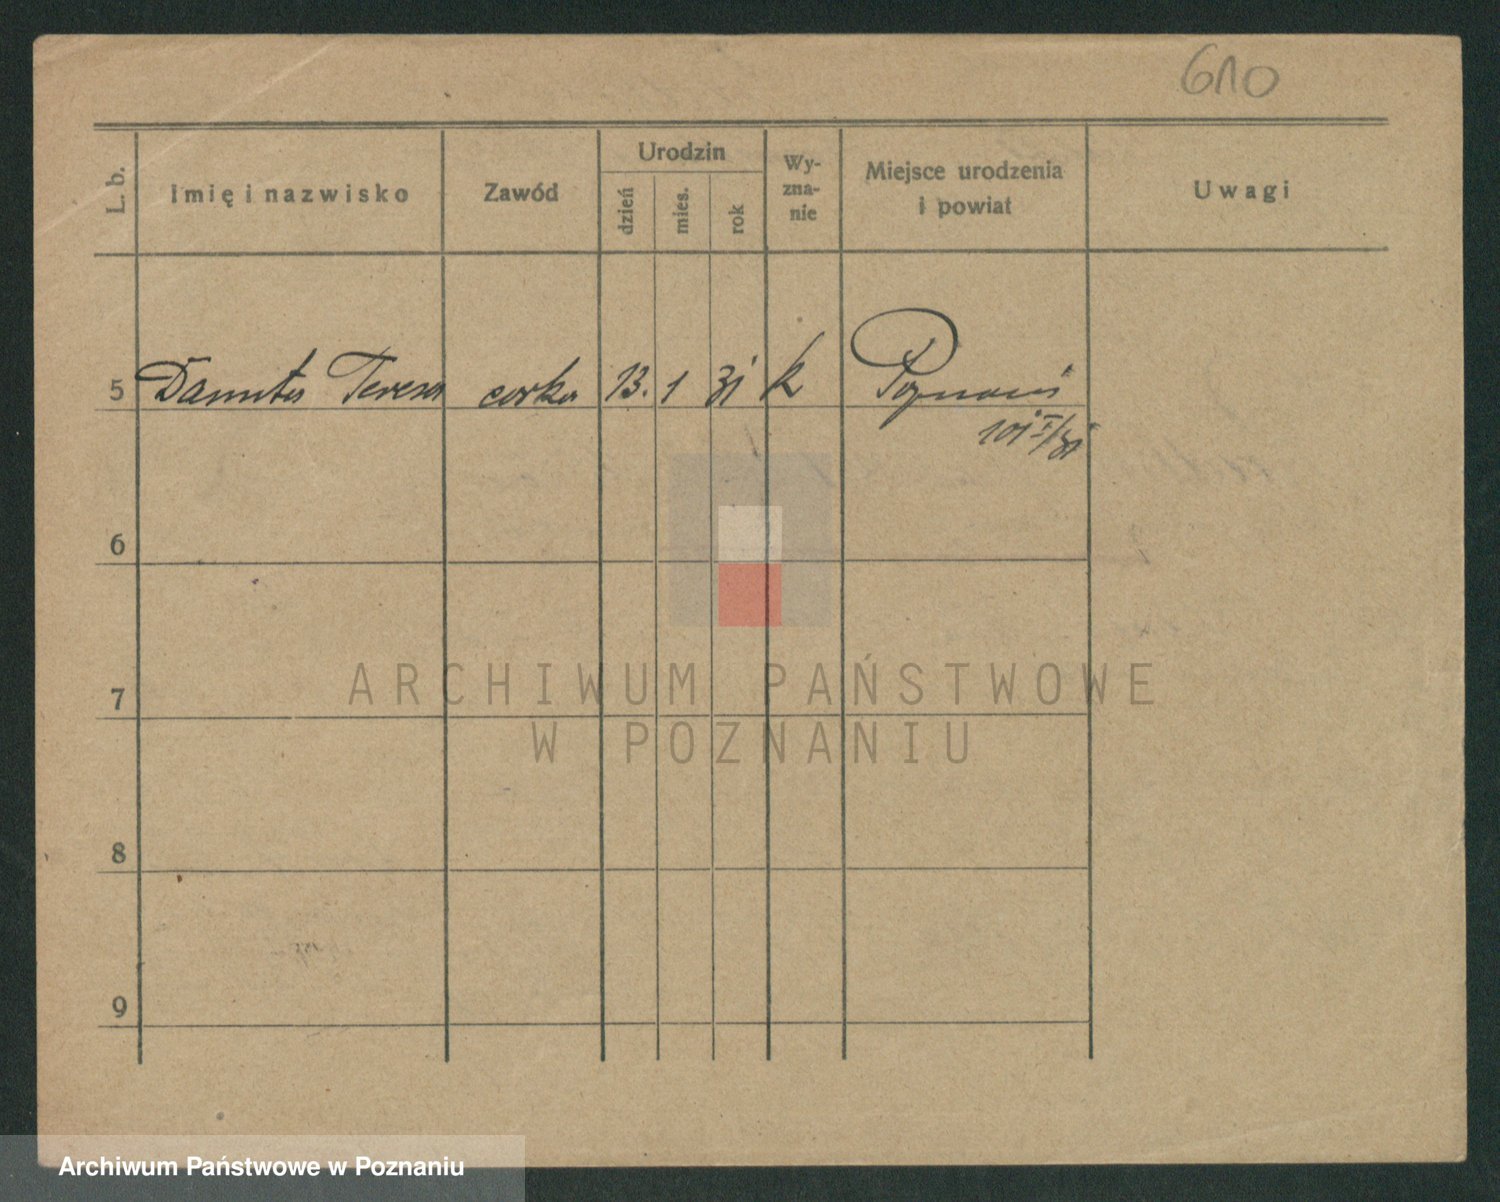 610
L. b.
Imię i nazwisko
Zawód
Urodzin
dzień
mies.
rok
Wy-
zna-
nie
Miejsce urodzenia
i powiat
Uwagi
5 Danuta Teresa córka 13. 1 31 k Poznań
6
7
8
9
ARCHIWUM PAŃSTWOWE
W POZNANIU
Archiwum Państwowe w Poznaniu